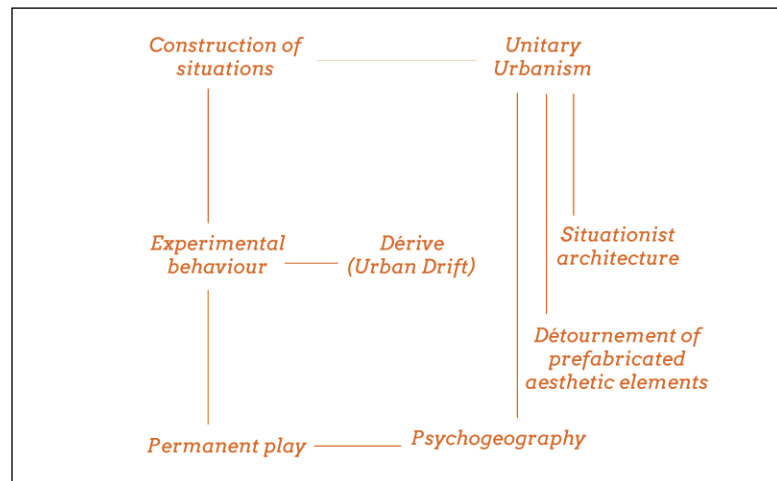 Construction of
situations
Unitary
Urbanism
Experimental
behaviour
Dérive
(Urban Drift)
Situationist
architecture
Détournement of
prefabricated
aesthetic elements
Permanent play
Psychogeography